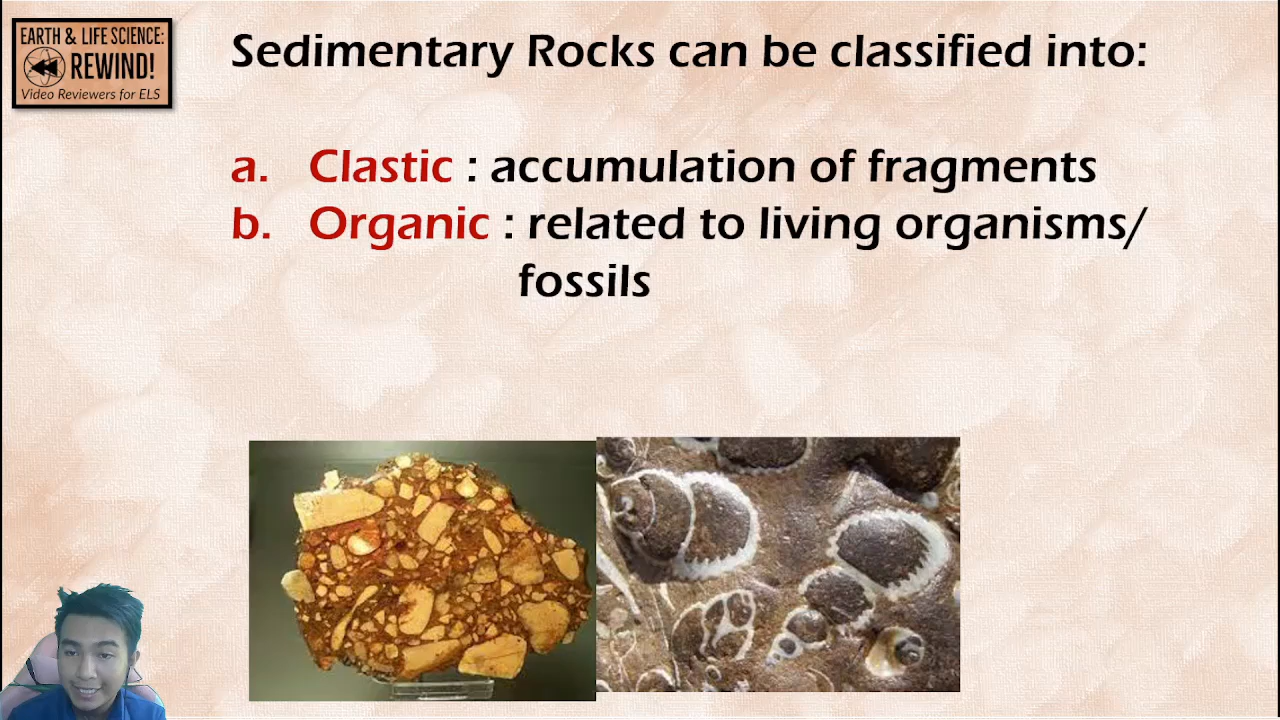 EARTH & LIFE SCIENCE:
REWIND!
Video Reviewers for ELS
Sedimentary Rocks can be classified into:
a. Clastic : accumulation of fragments
b. Organic : related to living organisms/
fossils